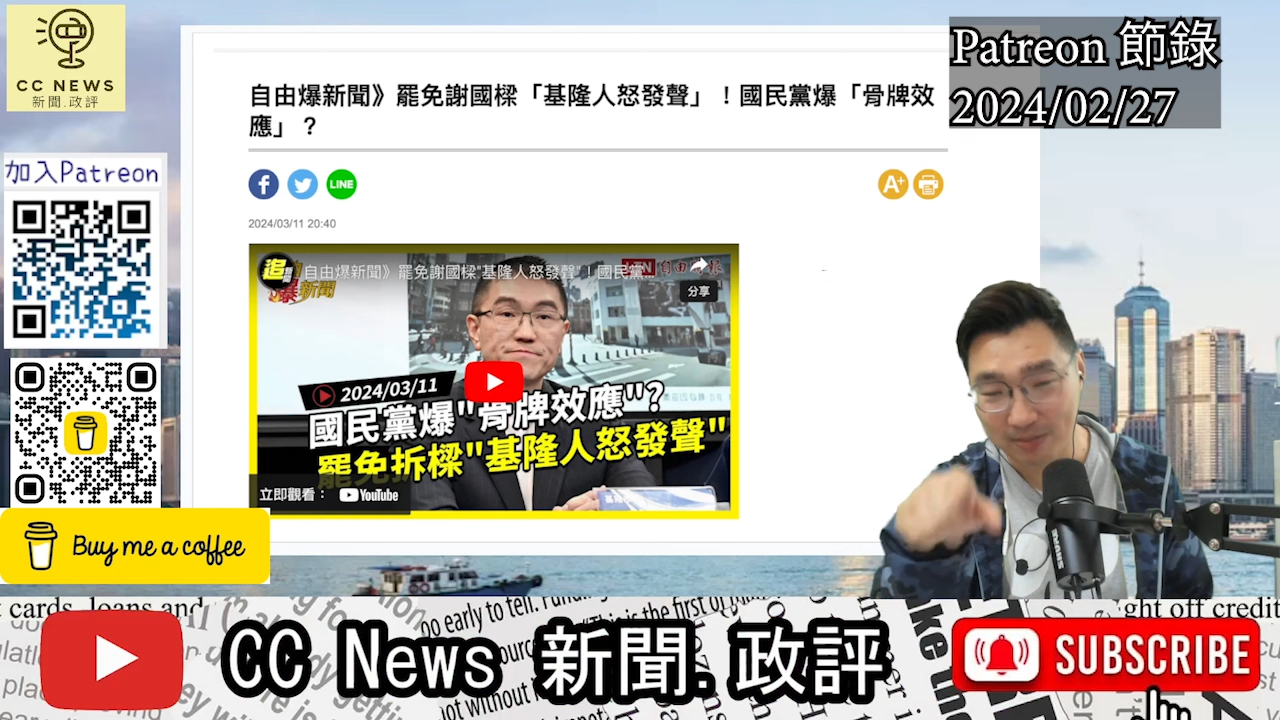 CC NEWS
新聞.政評
加入Patreon
Buy me a coffee
自由爆新聞》罷免謝國樑「基隆人怒發聲」！國民黨爆「骨牌效
應」？
LINE
A+
2024/03/11 20:40
自由爆新聞》罷免謝國樑"基隆人怒發聲"！國民黨...
分享
2024/03/11
國民黨爆"骨牌效應"?
罷免拆樑"基隆人怒發聲"
立即觀看： YouTube
Patreon 節錄
2024/02/27
CC News 新聞.政評
SUBSCRIBE